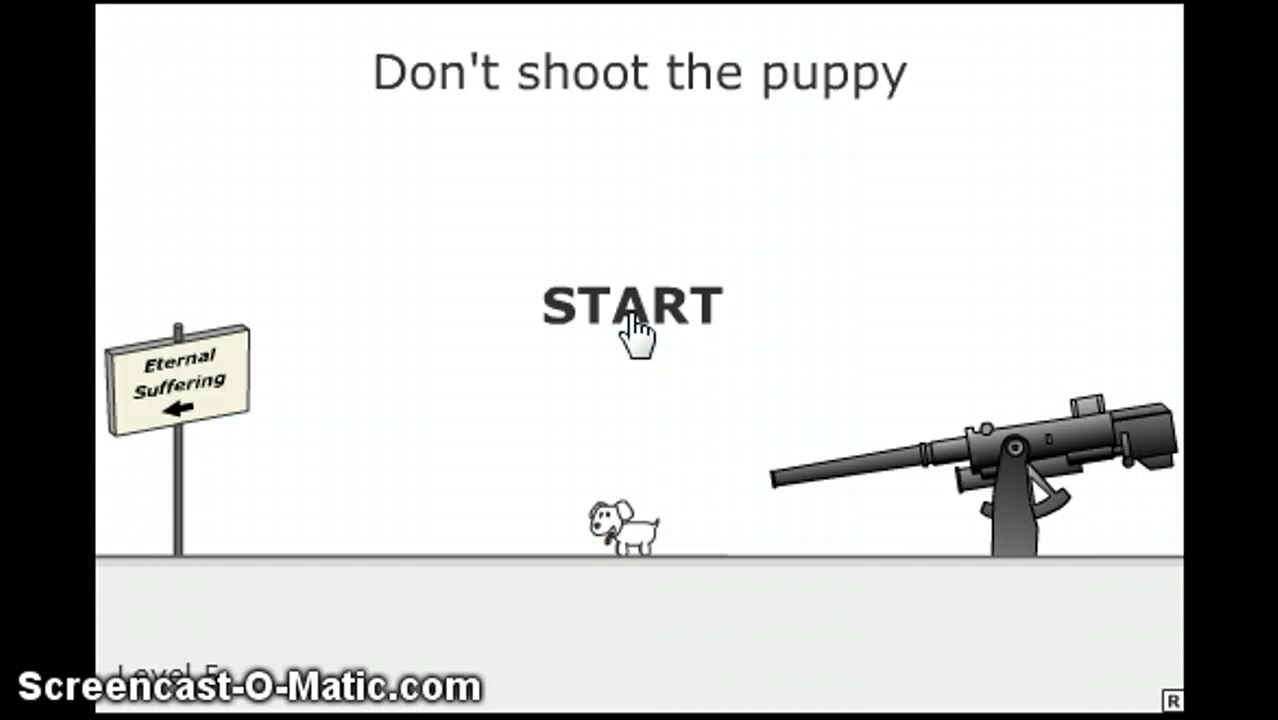 Don't shoot the puppy
START
Eternal
Suffering
Level 5
Screencast-O-Matic.com
R